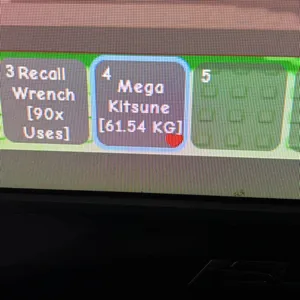 3 Recall
Wrench
[90x
Uses]
4
Mega
Kitsune
[61.54 KG]
5